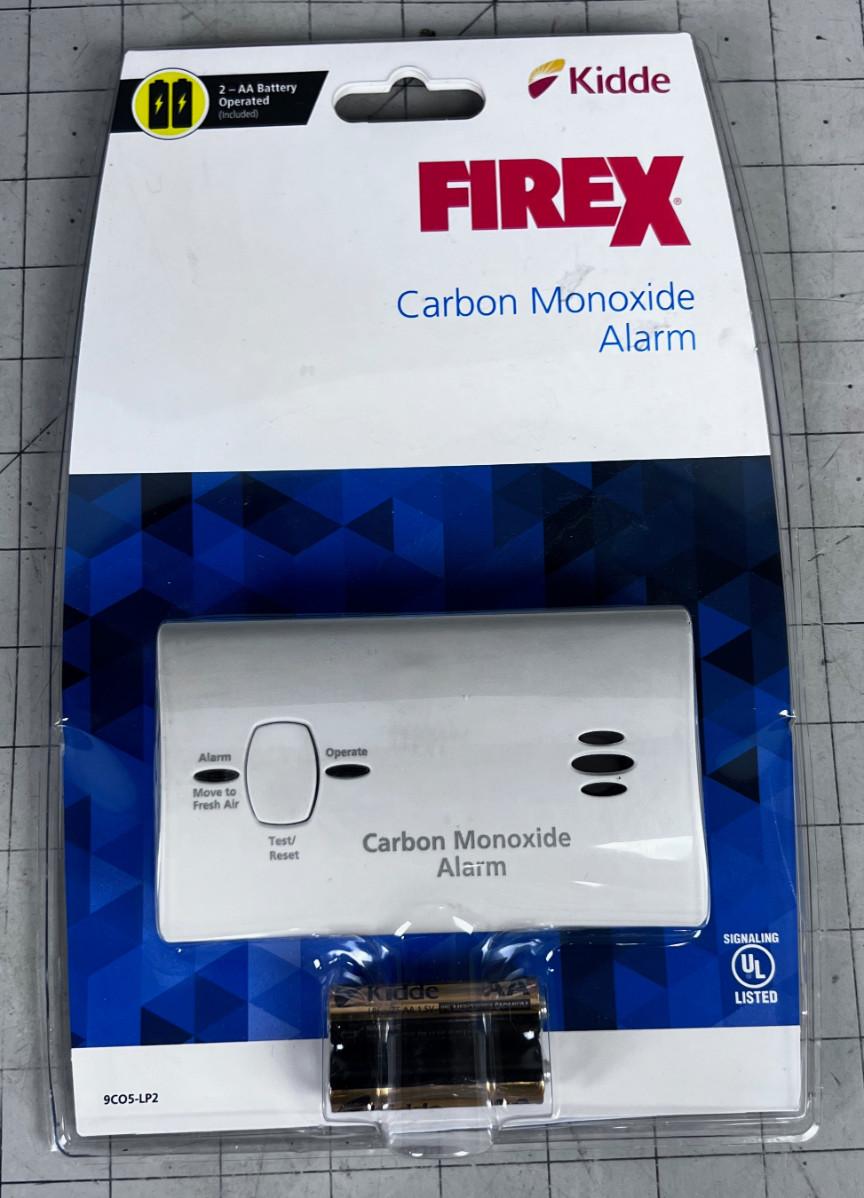 2 – AA Battery
Operated
(Included)
Kidde
FIREX®
Carbon Monoxide
Alarm
Alarm
Move to
Fresh Air
Operate
Test/
Reset
Carbon Monoxide
Alarm
SIGNALING
UL
LISTED
Kidde AA
9CO5-LP2